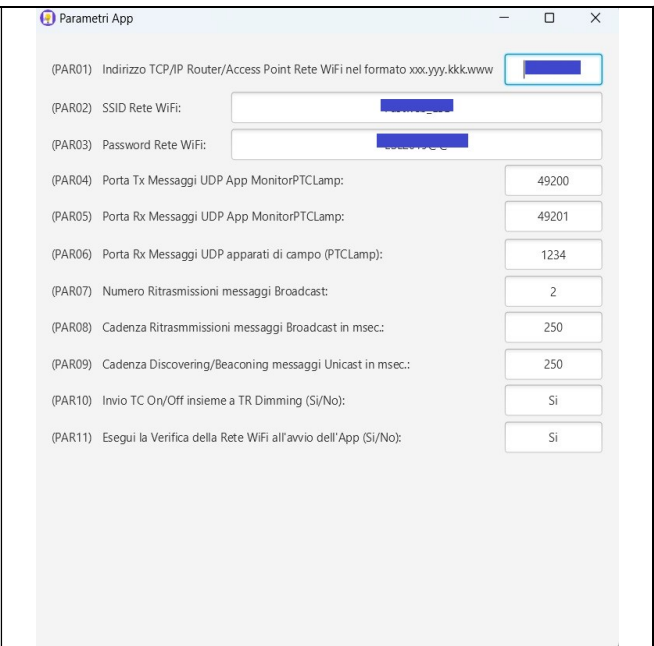 Parametri App
(PAR01) Indirizzo TCP/IP Router/Access Point Rete WiFi nel formato xxx.yyy.kkk.www
(PAR02) SSID Rete WiFi:
(PAR03) Password Rete WiFi:
(PAR04) Porta Tx Messaggi UDP App MonitorPTCLamp: 49200
(PAR05) Porta Rx Messaggi UDP App MonitorPTCLamp: 49201
(PAR06) Porta Rx Messaggi UDP apparati di campo (PTCLamp): 1234
(PAR07) Numero Ritrasmissioni messaggi Broadcast: 2
(PAR08) Cadenza Ritrasmmissioni messaggi Broadcast in msec.: 250
(PAR09) Cadenza Discovering/Beaconing messaggi Unicast in msec.: 250
(PAR10) Invio TC On/Off insieme a TR Dimming (Si/No): Si
(PAR11) Esegui la Verifica della Rete WiFi all'avvio dell'App (Si/No): Si